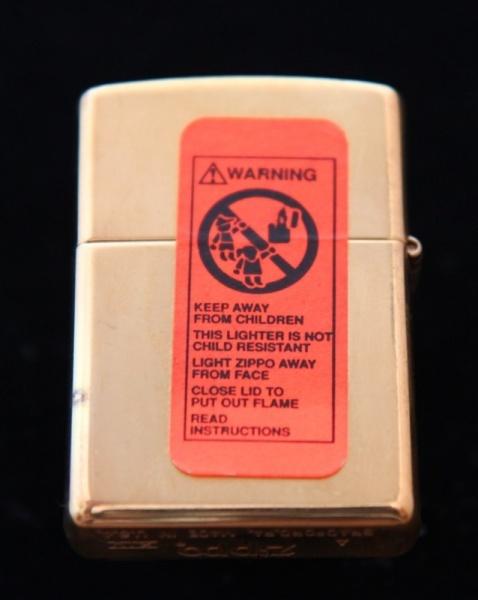 WARNING
KEEP AWAY
FROM CHILDREN
THIS LIGHTER IS NOT
CHILD RESISTANT
LIGHT ZIPPO AWAY
FROM FACE
CLOSE LID TO
PUT OUT FLAME
READ
INSTRUCTIONS
zippo